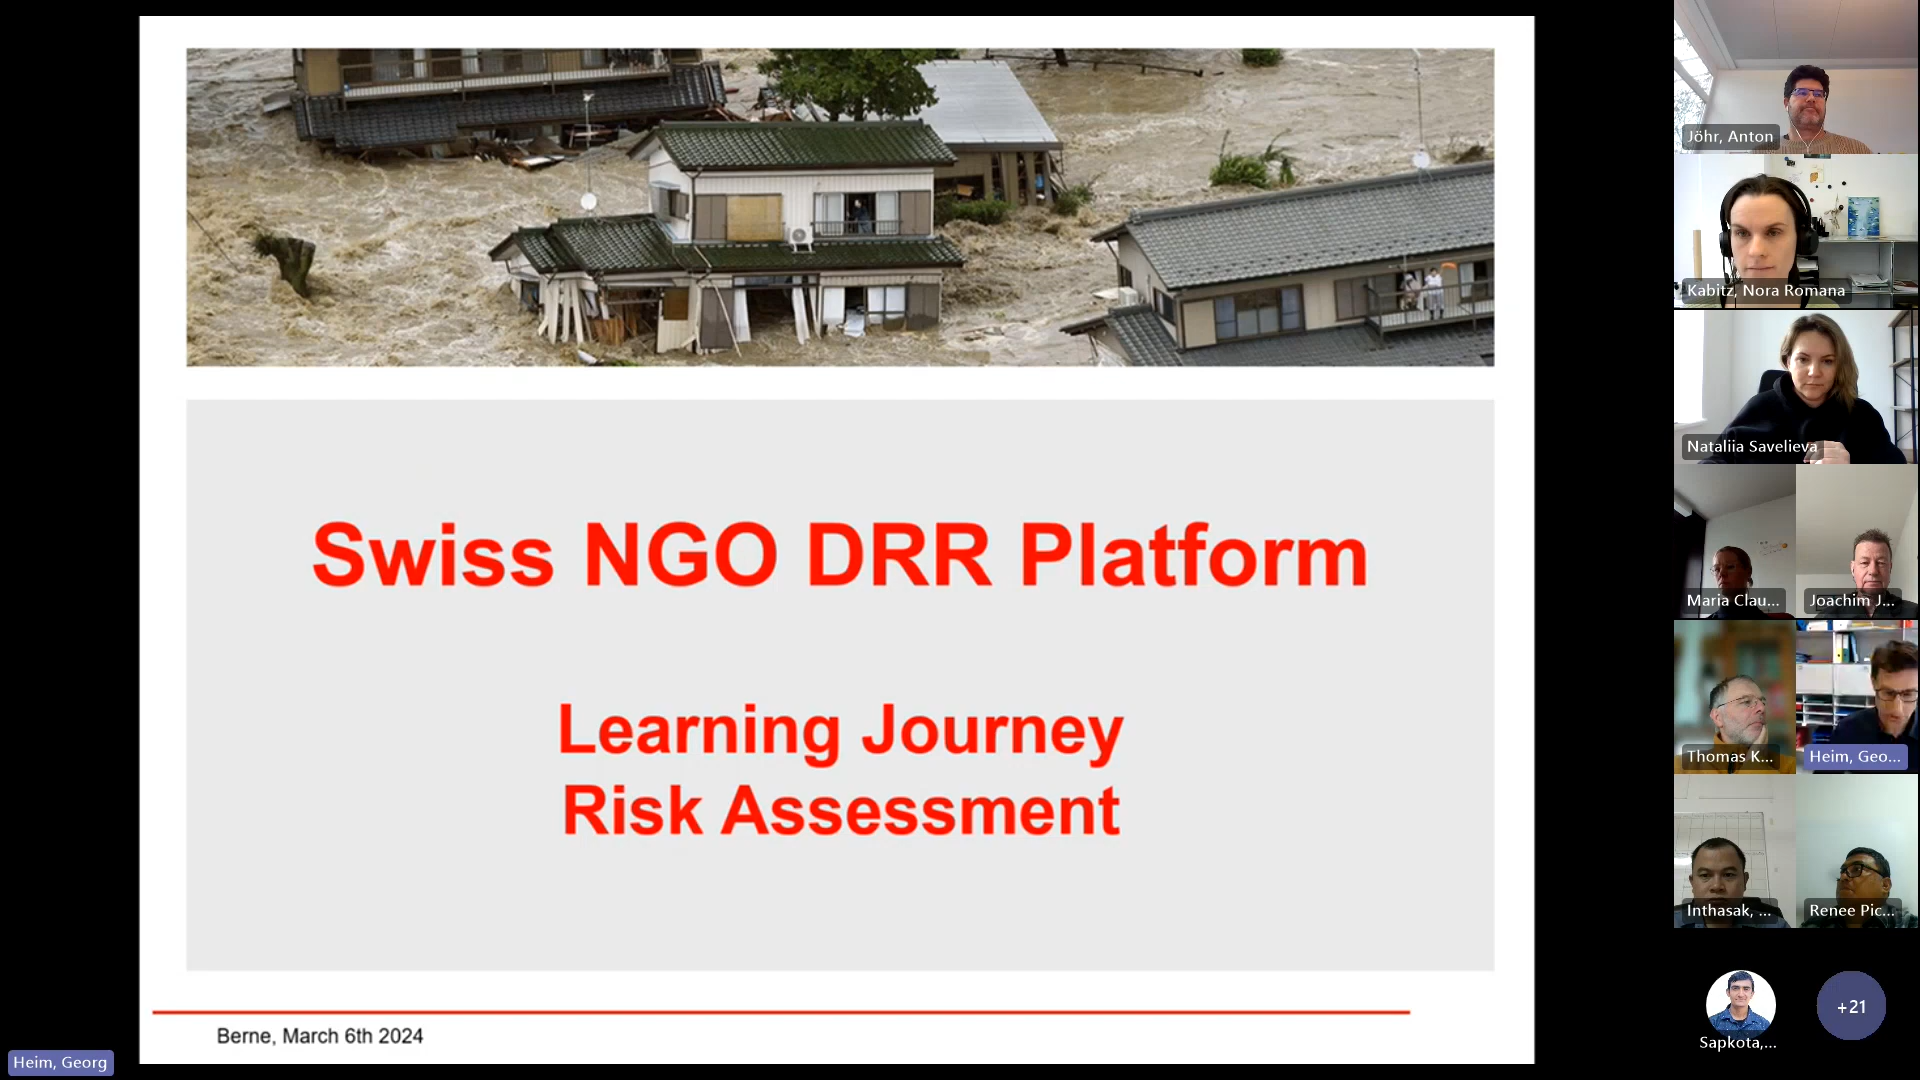 Swiss NGO DRR Platform
Learning Journey
Risk Assessment
Berne, March 6th 2024
Heim, Georg
Jöhr, Anton
Kabitz, Nora Romana
Nataliia Savelieva
Maria Clau...
Joachim J...
Thomas K...
Heim, Geo...
Inthasak, ...
Renee Pic...
Sapkota,...
+21